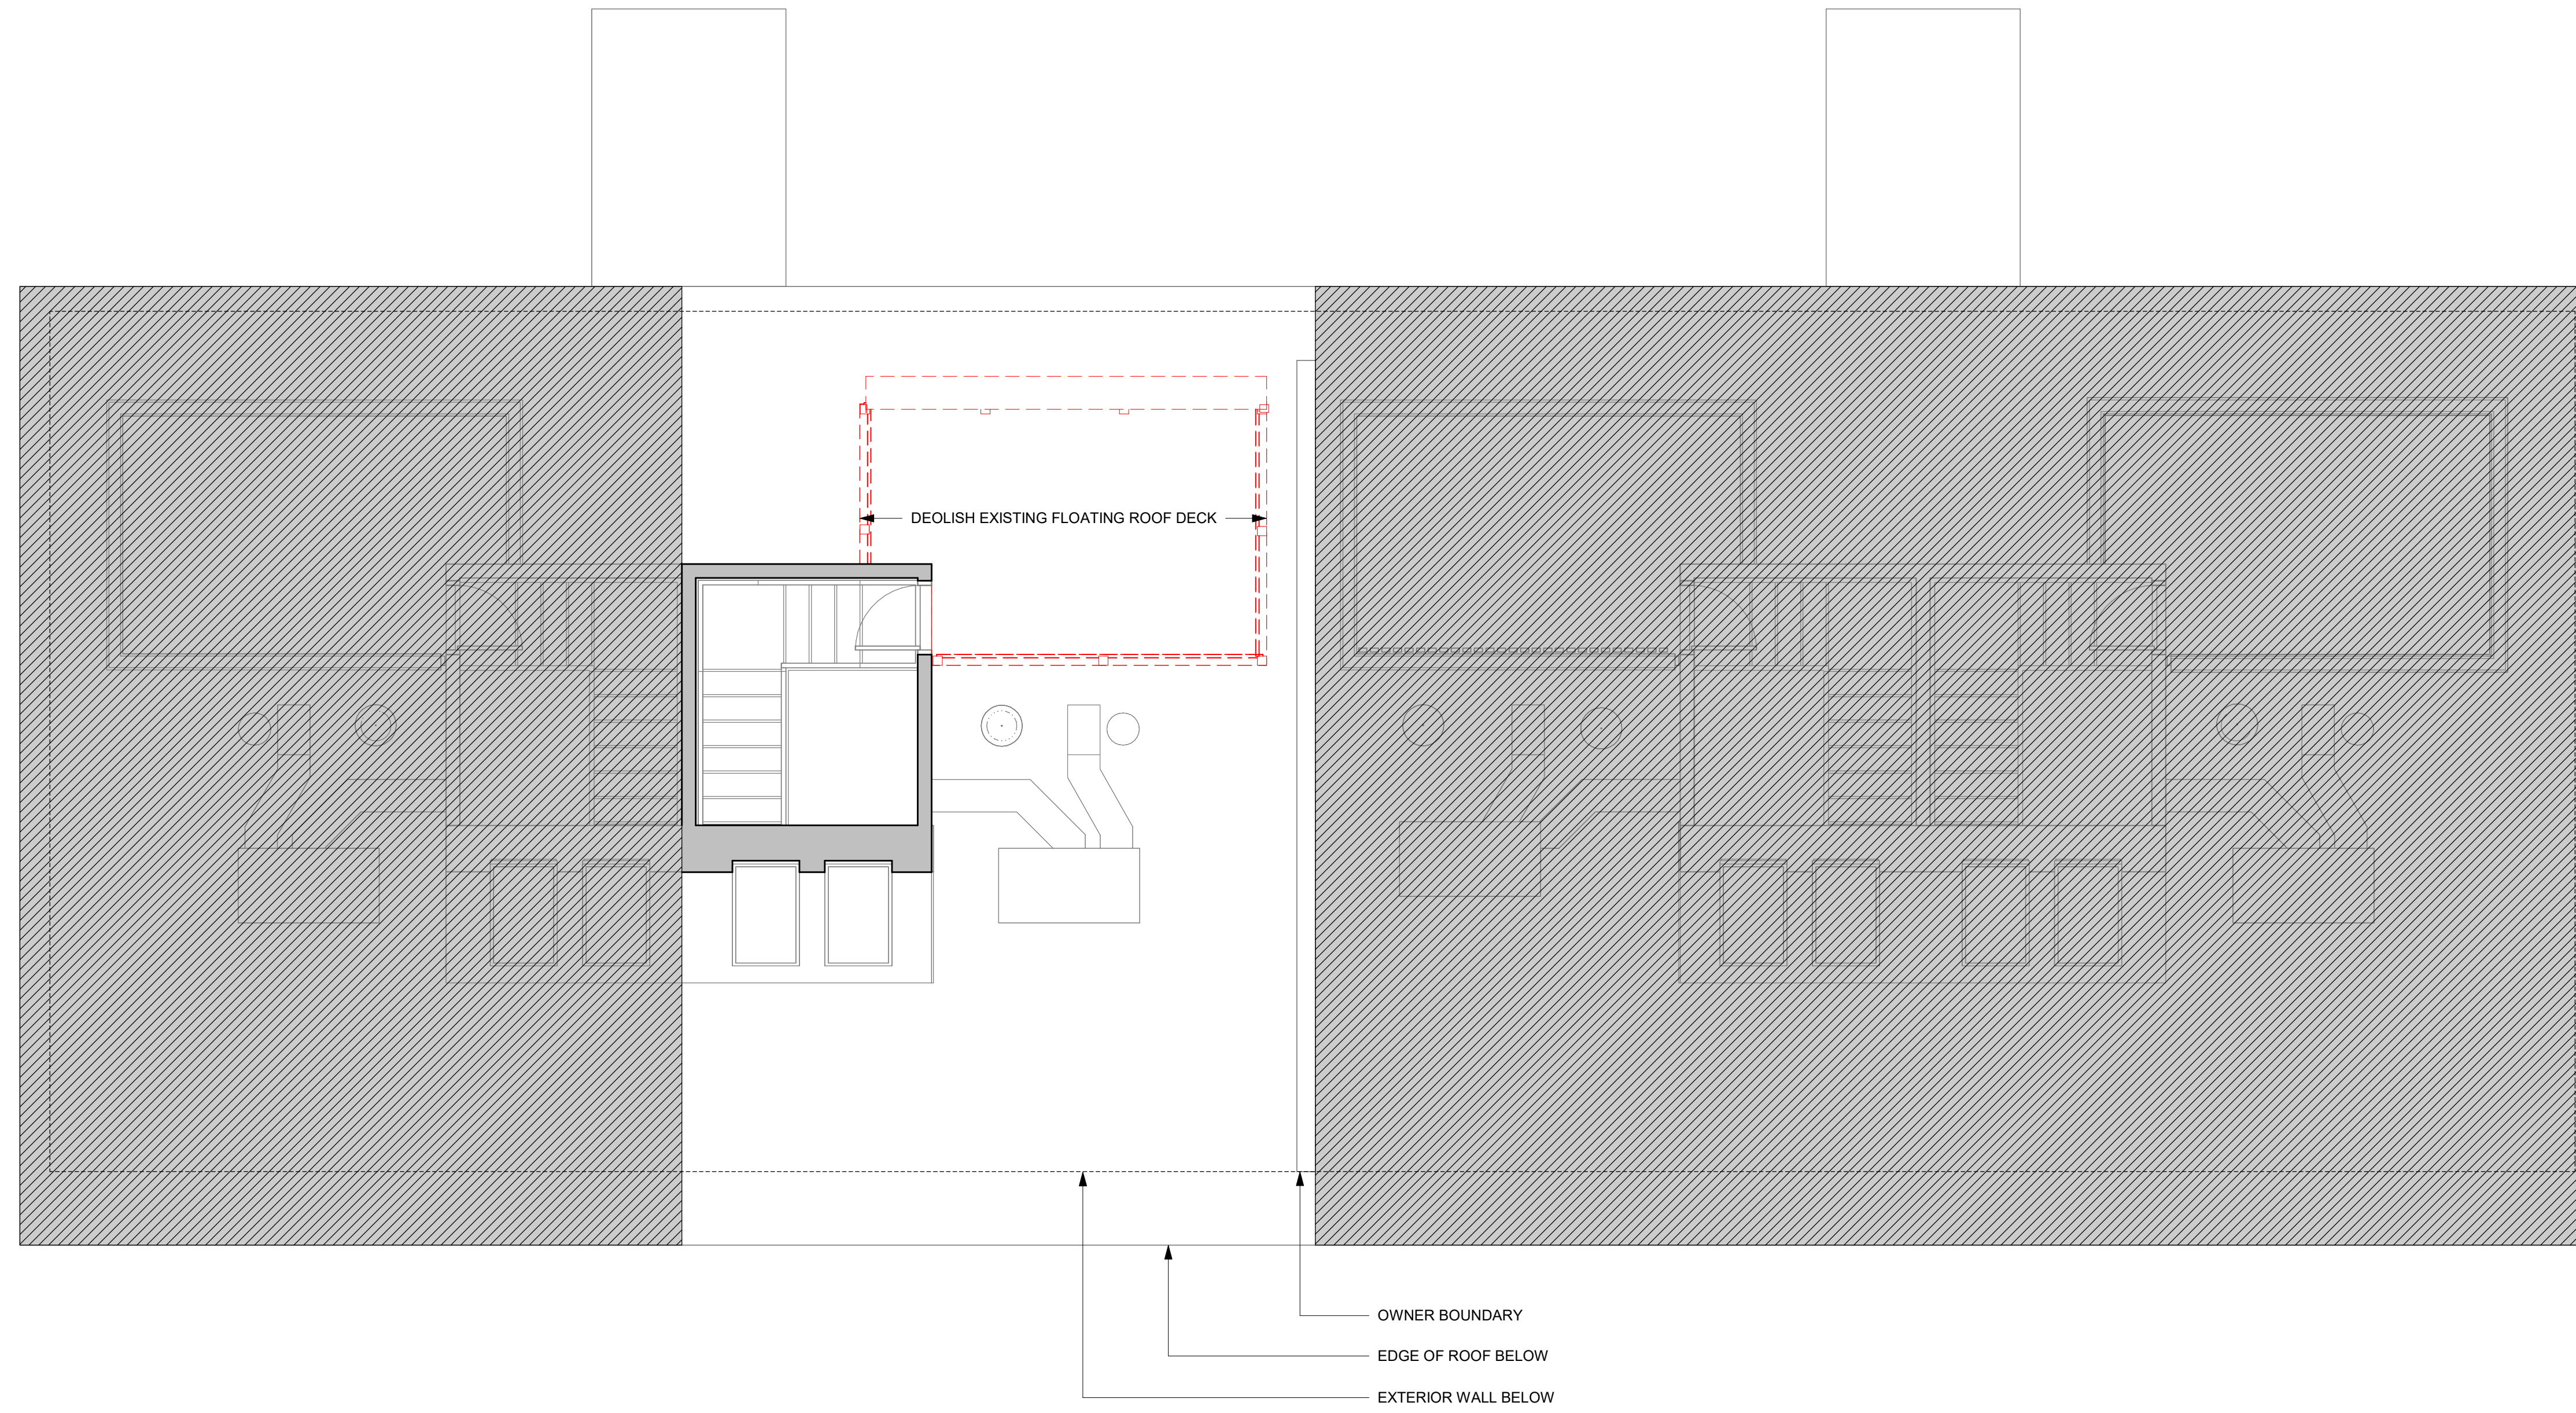 DEOLISH EXISTING FLOATING ROOF DECK
OWNER BOUNDARY
EDGE OF ROOF BELOW
EXTERIOR WALL BELOW